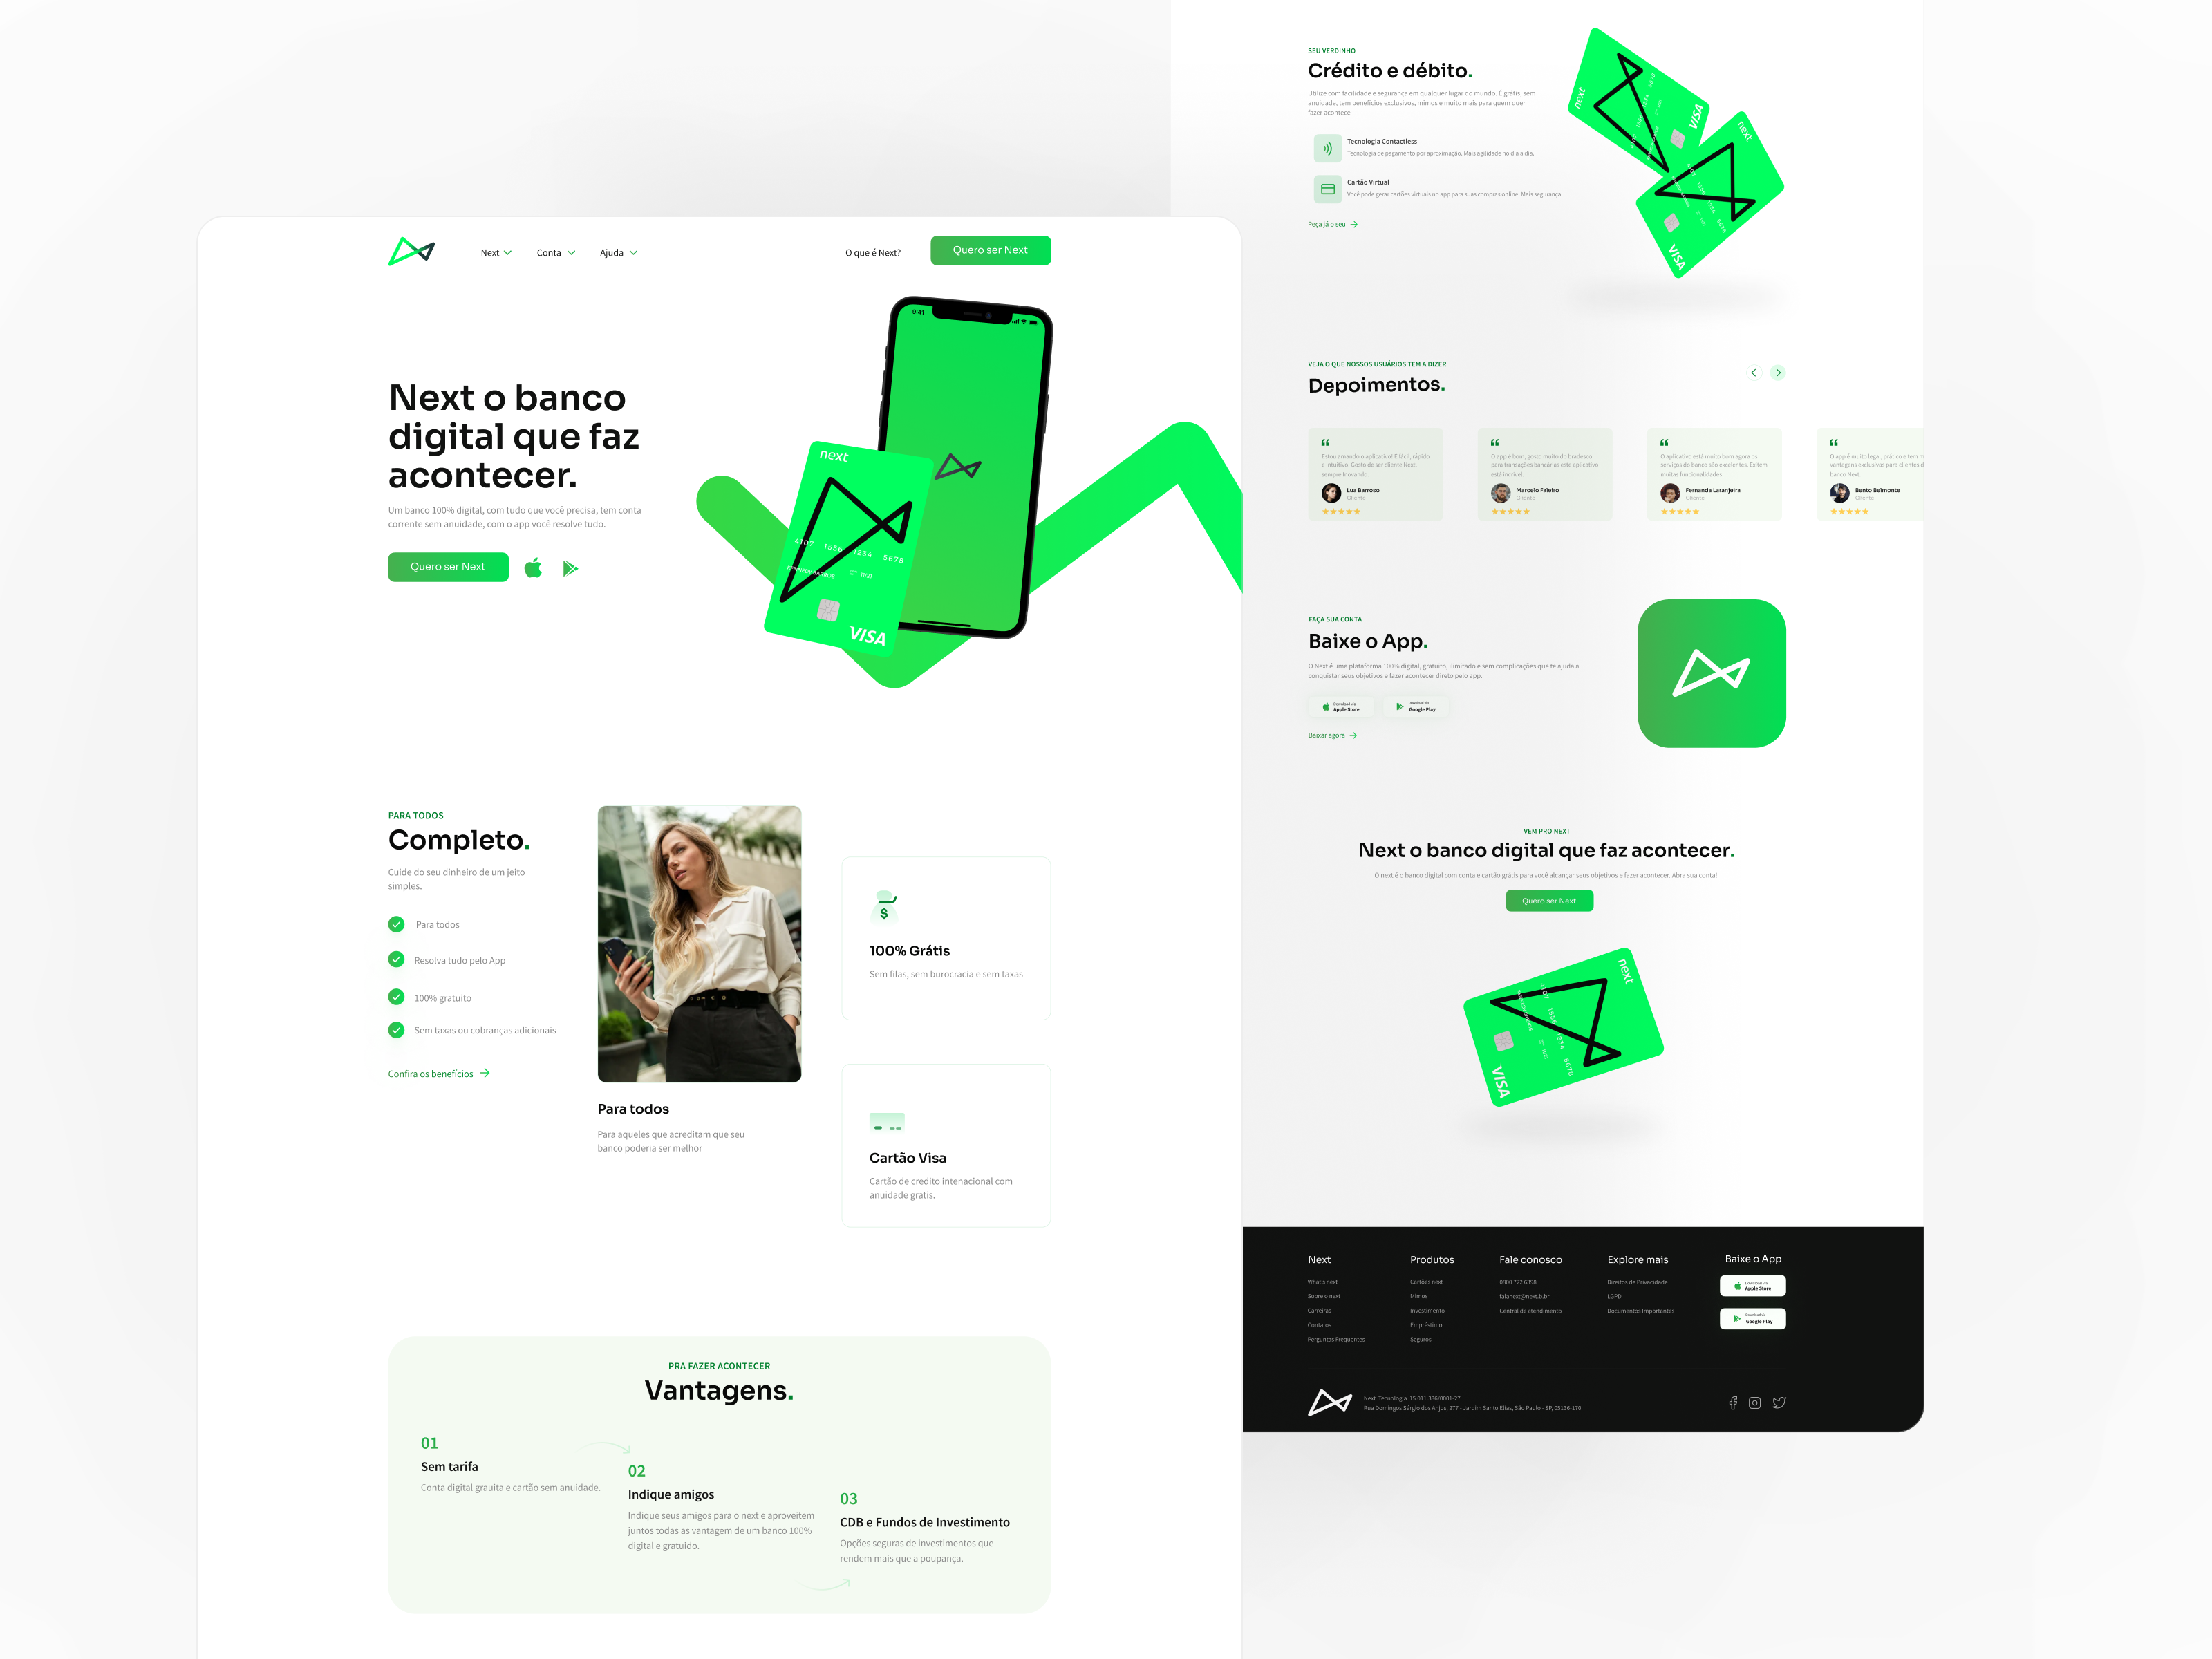 Next
Conta
Ajuda
O que é Next?
Quero ser Next
9:41
Next o banco
digital que faz
acontecer.
Um banco 100% digital, com tudo que você precisa, tem conta
corrente sem anuidade, com o app você resolve tudo.
Quero ser Next
next
4107 1556 1234 5678
VISA
PARA TODOS
Completo.
Cuide do seu dinheiro de um jeito
simples.
Para todos
Resolva tudo pelo App
100% gratuito
Sem taxas ou cobranças adicionais
Confira os benefícios
Para todos
Para aqueles que acreditam que seu
banco poderia ser melhor
$
100% Grátis
Sem filas, sem burocracia e sem taxas
Cartão Visa
Cartão de credito intenacional com
anuidade gratis.
PRA FAZER ACONTECER
Vantagens.
01
Sem tarifa
Conta digital grauita e cartão sem anuidade.
02
Indique amigos
Indique seus amigos para o next e aproveitem
juntos todas as vantagem de um banco 100%
digital e gratuido.
03
CDB e Fundos de Investimento
Opções seguras de investimentos que
rendem mais que a poupança.
SEU VERDINHO
Crédito e débito.
Utilize com facilidade e segurança em qualquer lugar do mundo. É grátis, sem
anuidade, tem benefícios exclusivos, mimos e muito mais para quem quer
fazer acontece
Tecnologia Contactless
Tecnologia de pagamento por aproximação. Mais agilidade no dia a dia.
Cartão Virtual
Você pode gerar cartões virtuais no app para suas compras online. Mais segurança.
Peça já o seu
next
VISA
next
VISA
VEJA O QUE NOSSOS USUÁRIOS TEM A DIZER
Depoimentos.
Estou amando o aplicativo! É fácil, rápido
e intuitivo. Gosto de ser cliente Next,
sempre inovando.
Lua Barroso
Cliente
O app é bom, gosto muito do bradesco
para transações bancárias este aplicativo
está incrível.
Marcelo Faleiro
Cliente
O aplicativo está muito bom agora os
serviços do banco são excelentes. Existem
muitas funcionalidades.
Fernanda Laranjeira
Cliente
O app é muito legal, prático e tem m
vantagens exclusivas para clientes d
banco Next.
Bento Belmonte
Cliente
FAÇA SUA CONTA
Baixe o App.
O Next é uma plataforma 100% digital, gratuito, ilimitado e sem complicações que te ajuda a
conquistar seus objetivos e fazer acontecer direto pelo app.
Download via
Apple Store
Download via
Google Play
Baixar agora
VEM PRO NEXT
Next o banco digital que faz acontecer.
O next é o banco digital com conta e cartão grátis para você alcançar seus objetivos e fazer acontecer. Abra sua conta!
Quero ser Next
next
VISA
Next
What's next
Sobre o next
Carreiras
Contatos
Perguntas Frequentes
Produtos
Cartões next
Mimos
Investimento
Empréstimo
Seguros
Fale conosco
0800 722 6398
falanext@next.b.br
Central de atendimento
Explore mais
Direitos de Privacidade
LGPD
Documentos Importantes
Baixe o App
Download via
Apple Store
Download via
Google Play
Next Tecnologia 15.011.336/0001-27
Rua Domingos Sérgio dos Anjos, 277 - Jardim Santo Elias, São Paulo - SP, 05136-170